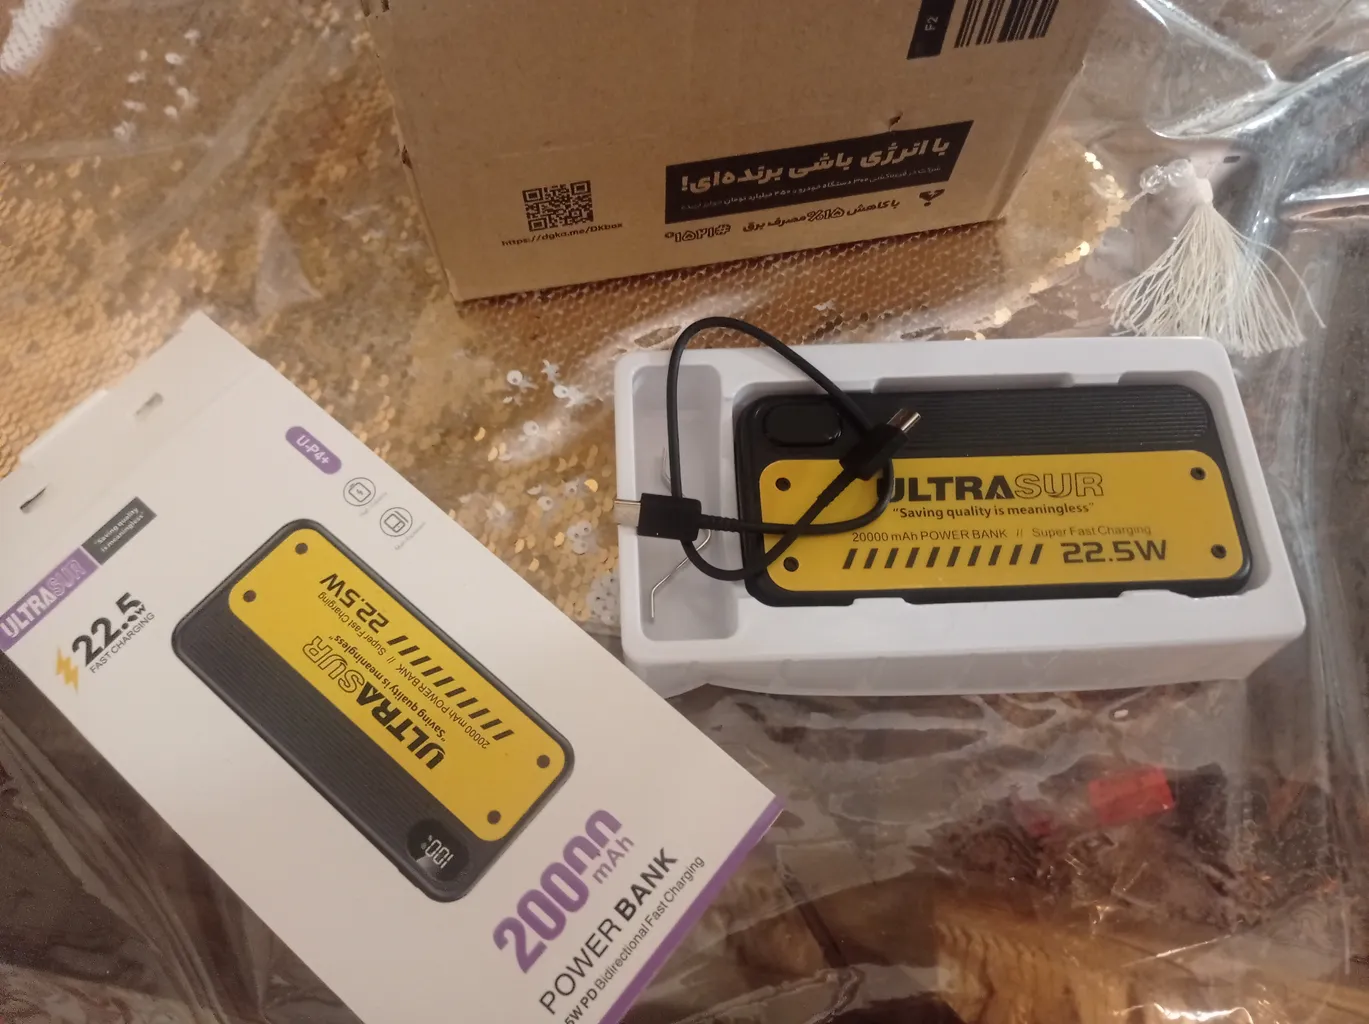 F2
با انرژی باشی برنده‌ای!
با کاهش ۱۵% مصرف برق #۱۵۲۱*
https://dgka.me/DKbox
U-P4+
"Saving quality
is meaningless"
ULTRASUR
22.5W
FAST CHARGING
ULTRASUR
"Saving quality is meaningless"
20000 mAh POWER BANK // Super Fast Charging
22.5W
100%
20000
mAh
POWER BANK
5W PD Bidirectional Fast Charging
ULTRASUR
"Saving quality is meaningless"
20000 mAh POWER BANK // Super Fast Charging
22.5W